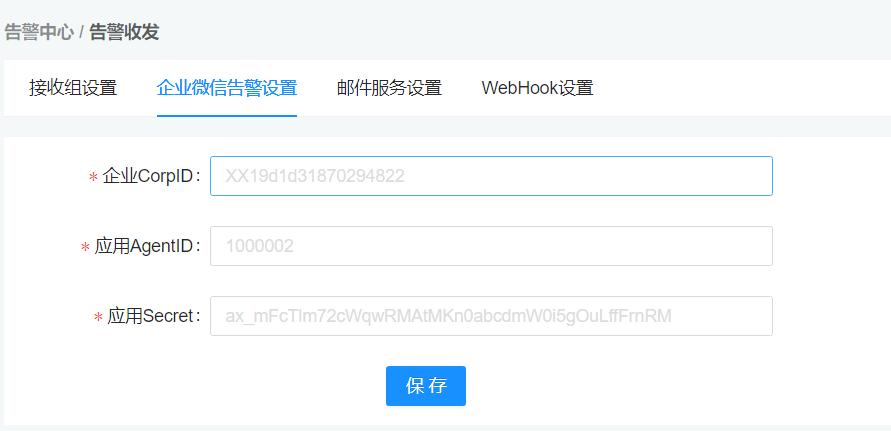 告警中心 / 告警收发
接收组设置 企业微信告警设置 邮件服务设置 WebHook设置
* 企业CorpID: XX19d1d31870294822
* 应用AgentID: 1000002
* 应用Secret: ax_mFcTlm72cWqwRMAtMKn0abcdmW0i5gOuLffFrnRM
保 存